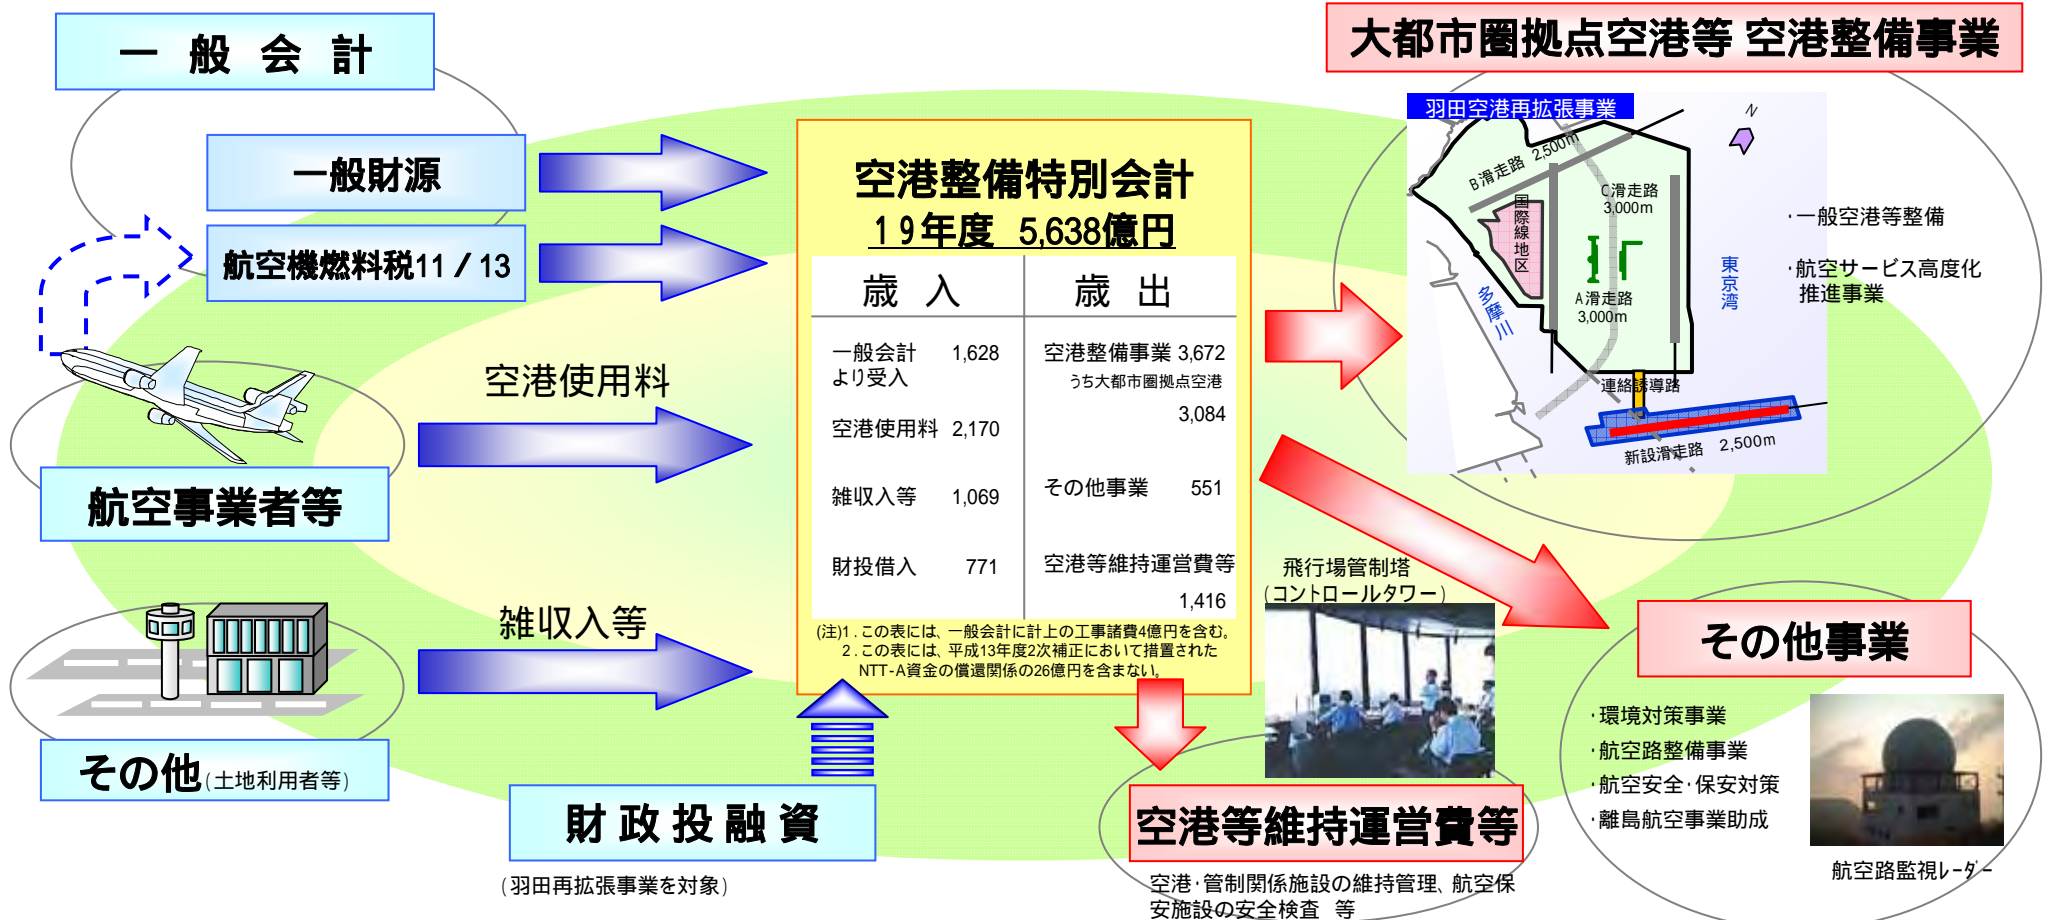 一般会計
一般財源
航空機燃料税11/13
空港使用料
航空事業者等
雑収入等
その他(土地利用者等)
財政投融資
(羽田再拡張事業を対象)
空港整備特別会計
19年度 5,638億円
歳入 歳出
一般会計 1,628
より受入
空港使用料 2,170
雑収入等 1,069
財投借入 771
空港整備事業 3,672
うち大都市圏拠点空港
3,084
その他事業 551
空港等維持運営費等
1,416
(注)1.この表には、一般会計に計上の工事諸費4億円を含む。
2.この表には、平成13年度2次補正において措置された
NTT-A資金の償還関係の26億円を含まない。
大都市圏拠点空港等 空港整備事業
羽田空港再拡張事業
N
B滑走路 2,500m
C滑走路
3,000m
国際線地区
A滑走路
3,000m
多摩川
東京湾
連絡誘導路
新設滑走路 2,500m
・一般空港等整備
・航空サービス高度化
推進事業
飛行場管制塔
(コントロールタワー)
空港等維持運営費等
空港・管制関係施設の維持管理、航空保
安施設の安全検査 等
その他事業
・環境対策事業
・航空路整備事業
・航空安全・保安対策
・離島航空事業助成
航空路監視レーダー